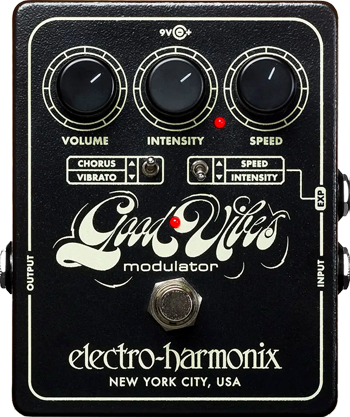 9V⊖+
VOLUME INTENSITY SPEED
CHORUS SPEED
VIBRATO INTENSITY
EXP
Good Vibes
modulator
OUTPUT INPUT
electro-harmonix
NEW YORK CITY, USA